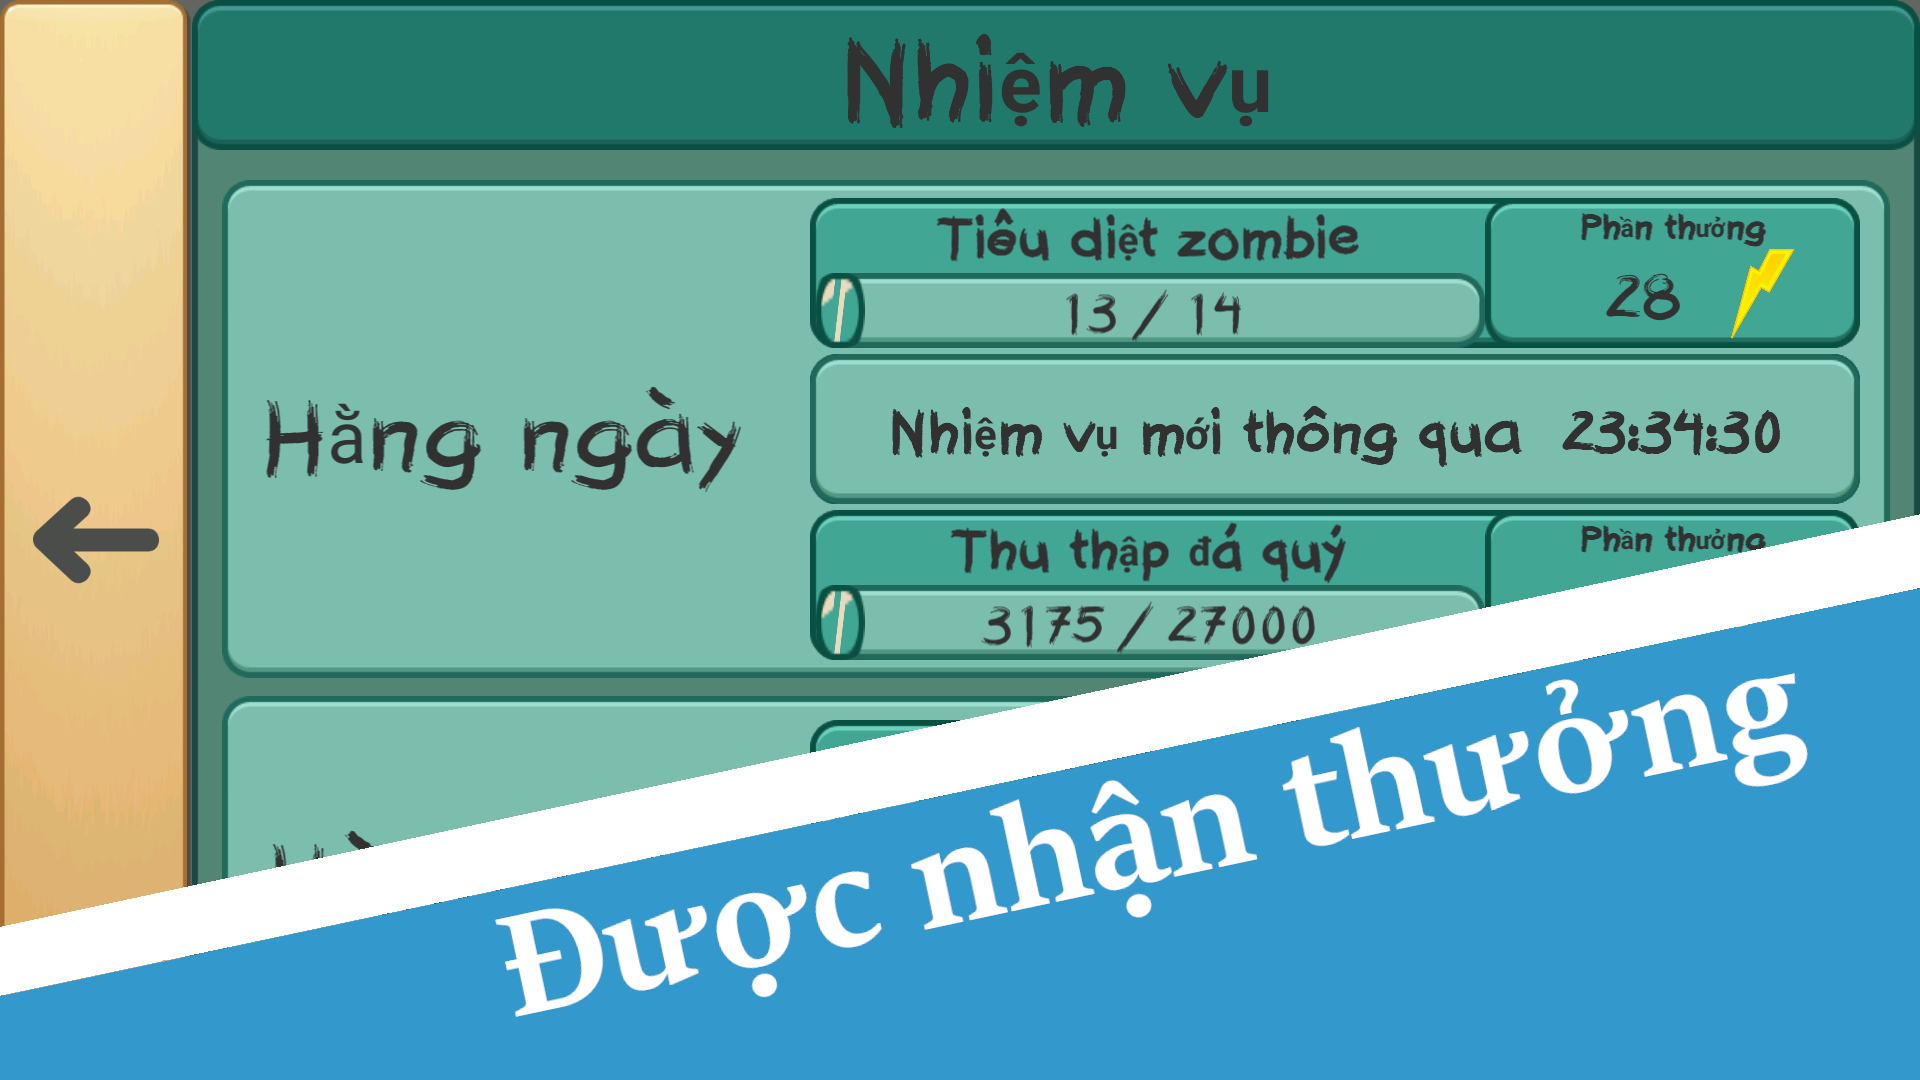 Nhiệm vụ
Tiêu diệt zombie
Phần thưởng
13 / 14
28
Hằng ngày
Nhiệm vụ mới thông qua 23:34:30
Thu thập đá quý
Phần thưởng
3175 / 27000
Được nhận thưởng